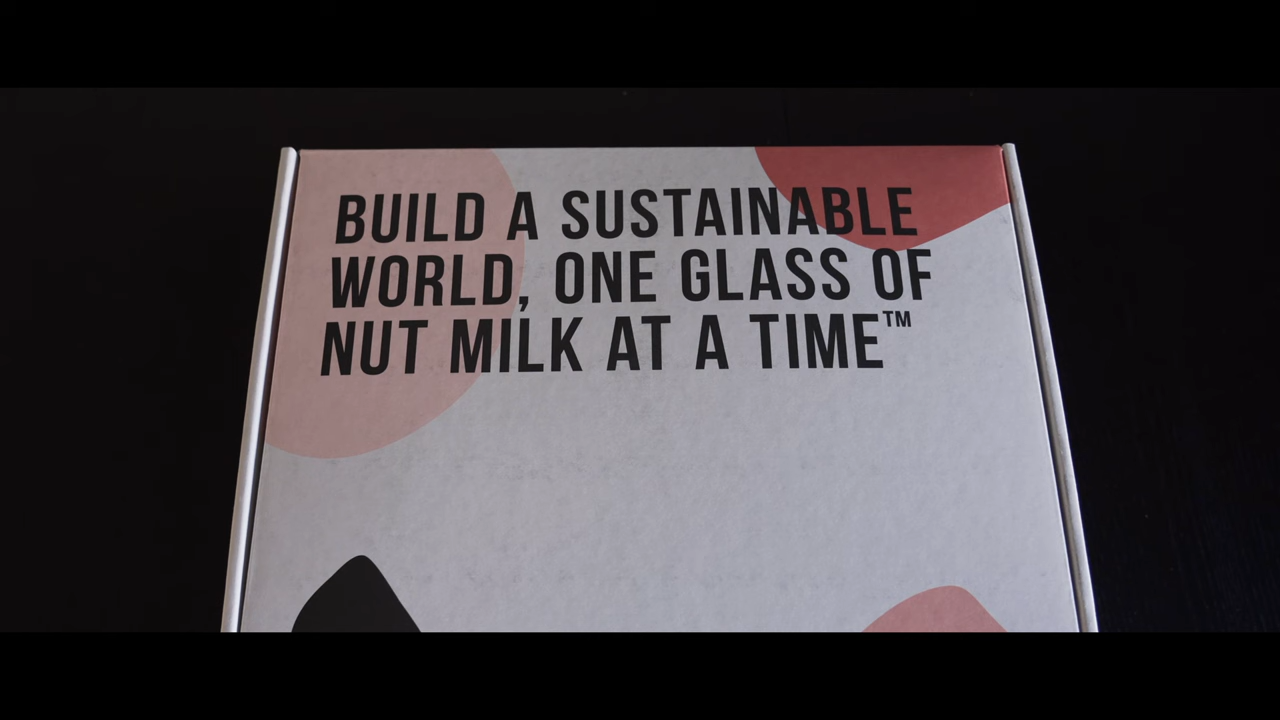 BUILD A SUSTAINABLE
WORLD, ONE GLASS OF
NUT MILK AT A TIME™